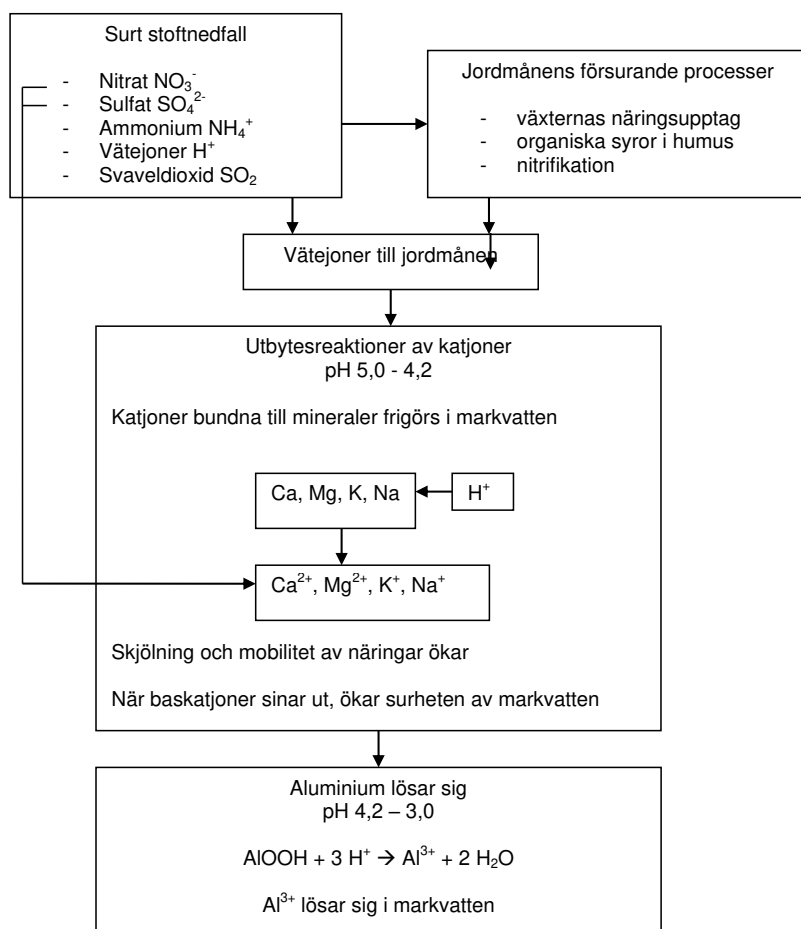 Surt stoftnedfall
- Nitrat NO₃⁻
- Sulfat SO₄²⁻
- Ammonium NH₄⁺
- Vätejoner H⁺
- Svaveldioxid SO₂
Jordmånens försurande processer
- växternas näringsupptag
- organiska syror i humus
- nitrifikation
Vätejoner till jordmånen
Utbytesreaktioner av katjoner
pH 5,0 - 4,2
Katjoner bundna till mineraler frigörs i markvatten
Ca, Mg, K, Na
H⁺
Ca²⁺, Mg²⁺, K⁺, Na⁺
Skjölning och mobilitet av näringar ökar
När baskatjoner sinar ut, ökar surheten av markvatten
Aluminium lösar sig
pH 4,2 – 3,0
AlOOH + 3 H⁺ → Al³⁺ + 2 H₂O
Al³⁺ lösar sig i markvatten